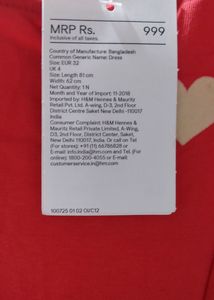 MRP Rs. 999
inclusive of all taxes.
Country of Manufacture: Bangladesh
Common Generic Name: Dress
Size: EUR 32
UK 4
Size: Length 81 cm
Width: 62 cm
Net Quantity: 1 N
Month and Year of Import: 11-2018
Imported by: H&M Hennes & Mauritz
Retail Pvt Ltd. A-wing, D-3, 2nd Floor,
District Centre Saket New Delhi -110017
India
Consumer Complaint: H&M Hennes &
Mauritz Retail Private Limited, A-Wing,
D3, 2nd Floor, District Center, Saket,
New Delhi-110017, India. Or call on Tel
(For stores): + 91 (11) 66786828 or
E-mail: info.india@hm.com and Tel. (For
online): 1800-200-4055 or E-mail:
customerservice.in@hm.com
100725 01 02 OI/C12